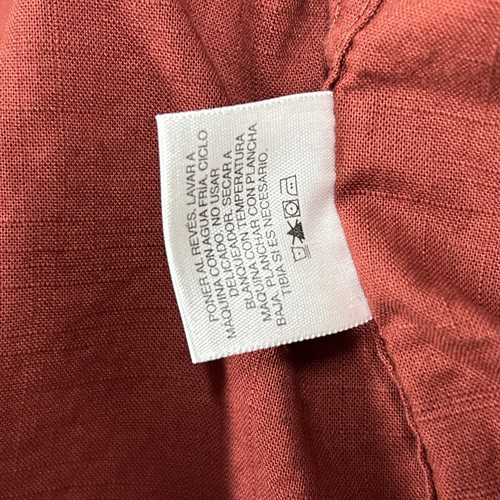 PONER AL REVÉS, LAVAR A
MÁQUINA CON AGUA FRÍA, CICLO
DELICADO, NO USAR
BLANQUEADOR. SECAR A
MÁQUINA CON TEMPERATURA
BAJA, PLANCHAR CON PLANCHA
TIBIA SI ES NECESARIO.